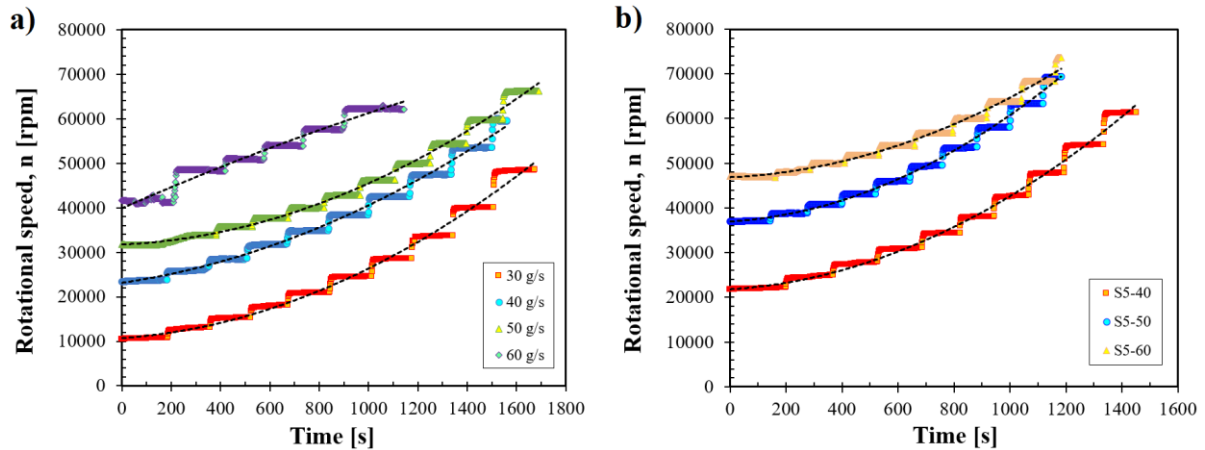 a)
Rotational speed, n [rpm]
80000
70000
60000
50000
40000
30000
20000
10000
0
0 200 400 600 800 1000 1200 1400 1600 1800
Time [s]
30 g/s
40 g/s
50 g/s
60 g/s
b)
Rotational speed, n [rpm]
80000
70000
60000
50000
40000
30000
20000
10000
0
0 200 400 600 800 1000 1200 1400 1600
Time [s]
S5-40
S5-50
S5-60